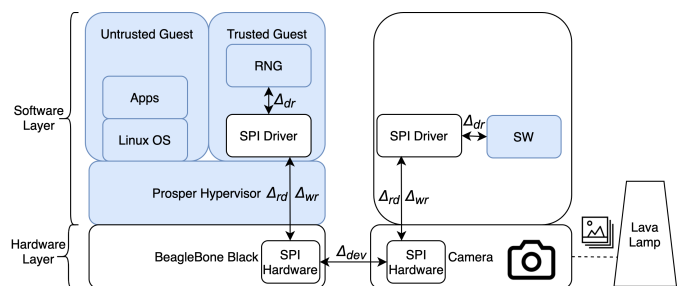 Untrusted Guest
Trusted Guest
RNG
Δdr
Apps
Linux OS
SPI Driver
Software
Layer
SPI Driver
Δdr
SW
Prosper Hypervisor
Δrd
Δwr
Δrd
Δwr
Hardware
Layer
BeagleBone Black
SPI
Hardware
Δdev
SPI
Hardware
Camera
Lava
Lamp